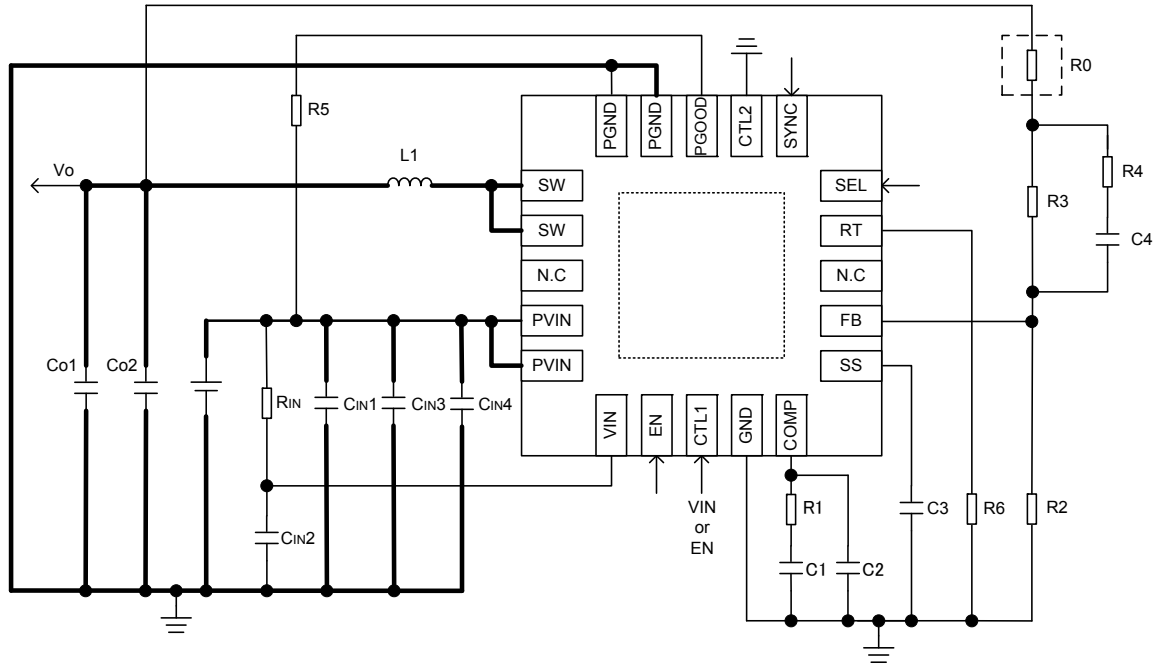 R0
R5
PGND
PGND
PGOOD
CTL2
SYNC
L1
Vo
SW
SEL
R4
R3
SW
RT
C4
N.C
N.C
PVIN
FB
Co1
Co2
PVIN
SS
RIN
CIN1
CIN3
CIN4
VIN
EN
CTL1
GND
COMP
VIN
or
EN
R1
C3
R6
R2
CIN2
C1
C2